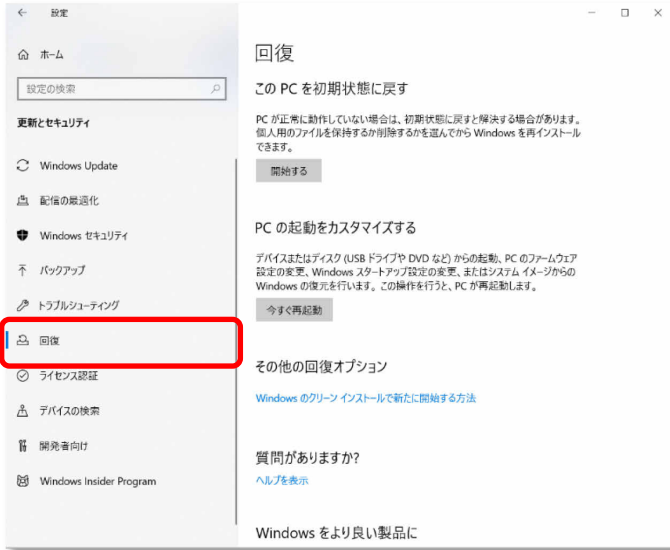 設定
ホーム
設定の検索
更新とセキュリティ
Windows Update
配信の最適化
Windows セキュリティ
バックアップ
トラブルシューティング
回復
ライセンス認証
デバイスの検索
開発者向け
Windows Insider Program
回復
この PC を初期状態に戻す
PC が正常に動作していない場合は、初期状態に戻すと解決する場合があります。
個人用のファイルを保持するか削除するかを選んでから Windows を再インストール
できます。
開始する
PC の起動をカスタマイズする
デバイスまたはディスク (USB ドライブや DVD など) からの起動、PC のファームウェア
設定の変更、Windows スタートアップ設定の変更、またはシステム イメージからの
Windows の復元を行います。この操作を行うと、PC が再起動します。
今すぐ再起動
その他の回復オプション
Windows のクリーン インストールで新たに開始する方法
質問がありますか?
ヘルプを表示
Windows をより良い製品に